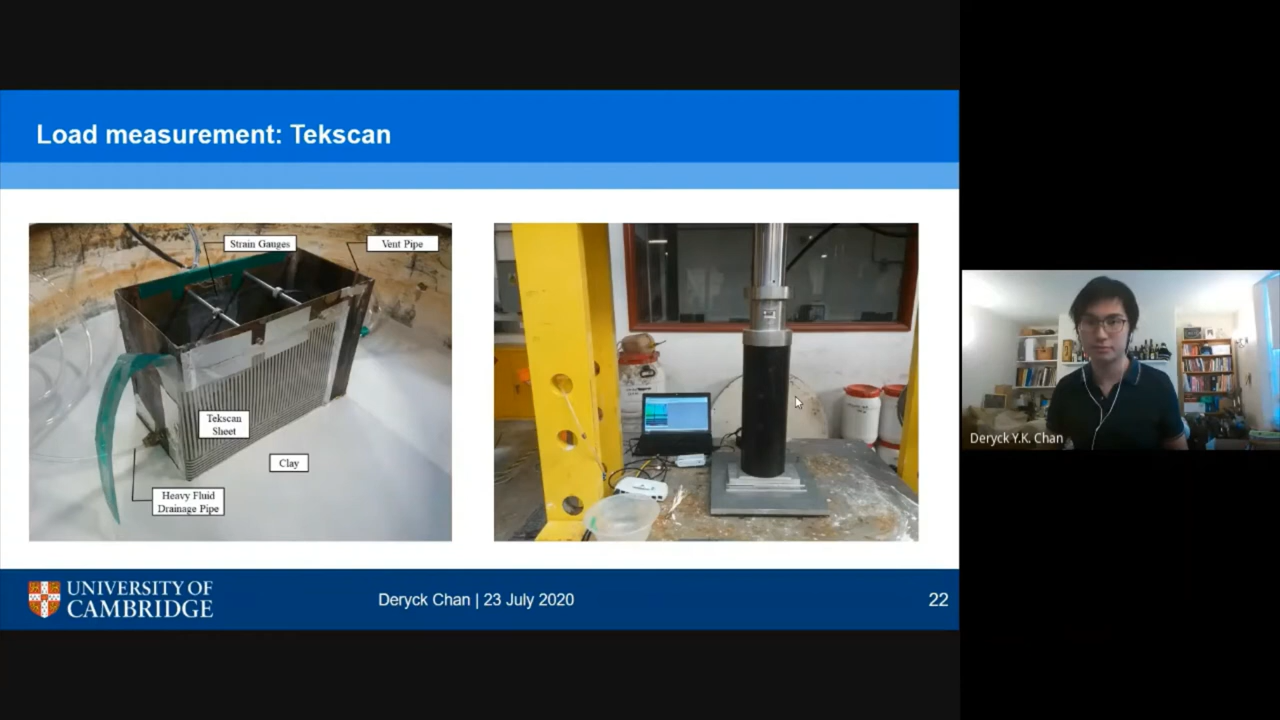 Load measurement: Tekscan
Strain Gauges
Vent Pipe
Tekscan
Sheet
Clay
Heavy Fluid
Drainage Pipe
Deryck Y.K. Chan
UNIVERSITY OF
CAMBRIDGE
Deryck Chan | 23 July 2020
22